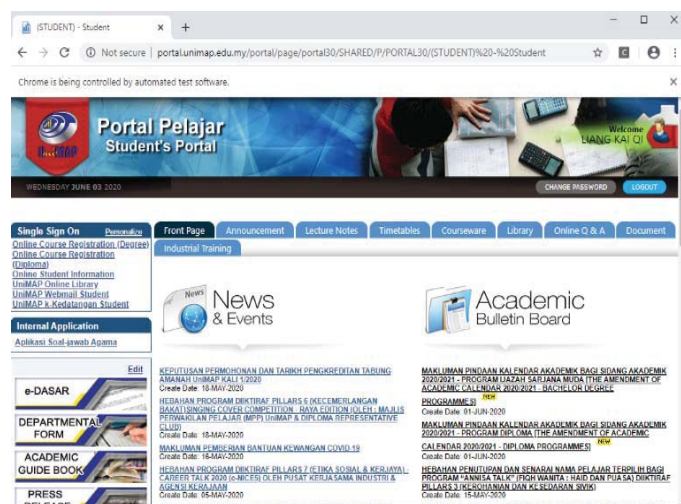 (STUDENT) - Student
Not secure | portal.unimap.edu.my/portal/page/portal30/SHARED/P/PORTAL30/(STUDENT)%20-%20Student
Chrome is being controlled by automated test software.
UniMAP
Portal Pelajar
Student's Portal
Welcome
LIANG KAI QI
WEDNESDAY JUNE 03 2020
CHANGE PASSWORD
LOGOUT
Single Sign On Personalize
Online Course Registration (Degree)
Online Course Registration
(Diploma)
Online Student Information
UniMAP Online Library
UniMAP Webmail Student
UniMAP k-Kedatangan Student
Internal Application
Aplikasi Soal-jawab Agama
Edit
e-DASAR
DEPARTMENTAL
FORM
ACADEMIC
GUIDE BOOK
PRESS
RELEASE
Front Page Announcement Lecture Notes Timetables Courseware Library Online Q & A Document
Industrial Training
News
News
& Events
KEPUTUSAN PERMOHONAN DAN TARIKH PENGKREDITAN TABUNG
AMANAH UniMAP KALI 1/2020
Create Date: 18-MAY-2020
HEBAHAN PROGRAM DIKTIRAF PILLARS 6 (KECEMERLANGAN
BAKAT)SINGING COVER COMPETITION : RAYA EDITION |OLEH : MAJLIS
PERWAKILAN PELAJAR (MPP) UniMAP & DIPLOMA REPRESENTATIVE
CLUB)
Create Date: 18-MAY-2020
MAKLUMAN PEMBERIAN BANTUAN KEWANGAN COVID-19
Create Date: 16-MAY-2020
HEBAHAN PROGRAM DIKTIRAF PILLARS 7 (ETIKA SOSIAL & KERJAYA) -
CAREER TALK 2020 (e-NICES) OLEH PUSAT KERJASAMA INDUSTRI &
AGENSI KERAJAAN
Create Date: 05-MAY-2020
Academic
Bulletin Board
MAKLUMAN PINDAAN KALENDAR AKADEMIK BAGI SIDANG AKADEMIK
2020/2021 - PROGRAM IJAZAH SARJANA MUDA [THE AMENDMENT OF
ACADEMIC CALENDAR 2020/2021 - BACHELOR DEGREE
PROGRAMMES] NEW
Create Date: 01-JUN-2020
MAKLUMAN PINDAAN KALENDAR AKADEMIK BAGI SIDANG AKADEMIK
2020/2021 - PROGRAM DIPLOMA [THE AMENDMENT OF ACADEMIC
CALENDAR 2020/2021 - DIPLOMA PROGRAMMES] NEW
Create Date: 01-JUN-2020
HEBAHAN PENUTUPAN DAN SENARAI NAMA PELAJAR TERPILIH BAGI
PROGRAM "ANNISA TALK" (FIQH WANITA : HAID DAN PUASA) DIKTIRAF
PILLARS 3 (KEROHANIAN DAN KESEDARAN SIVIK)
Create Date: 15-MAY-2020